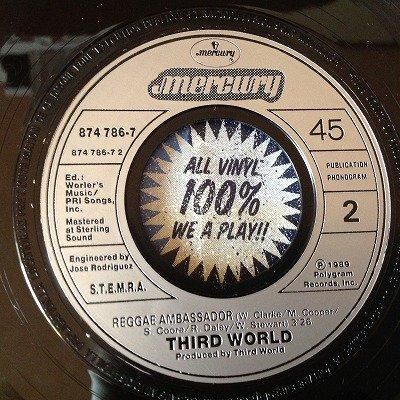 mercury
mercury
874 786-7
874 786-7 2
Ed.:
Worler's
Music/
PRI Songs,
Inc.
Mastered
at Sterling
Sound
Engineered by
Jose Rodriguez
S.T.E.M.R.A.
ALL VINYL
100%
WE A PLAY!!
45
PUBLICATION
PHONOGRAM
2
℗ 1989
Polygram
Records, Inc.
REGGAE AMBASSADOR (W. Clarke/M. Cooper/
S. Coore/R. Daley/W. Stewart) 3:26
THIRD WORLD
Produced by Third World